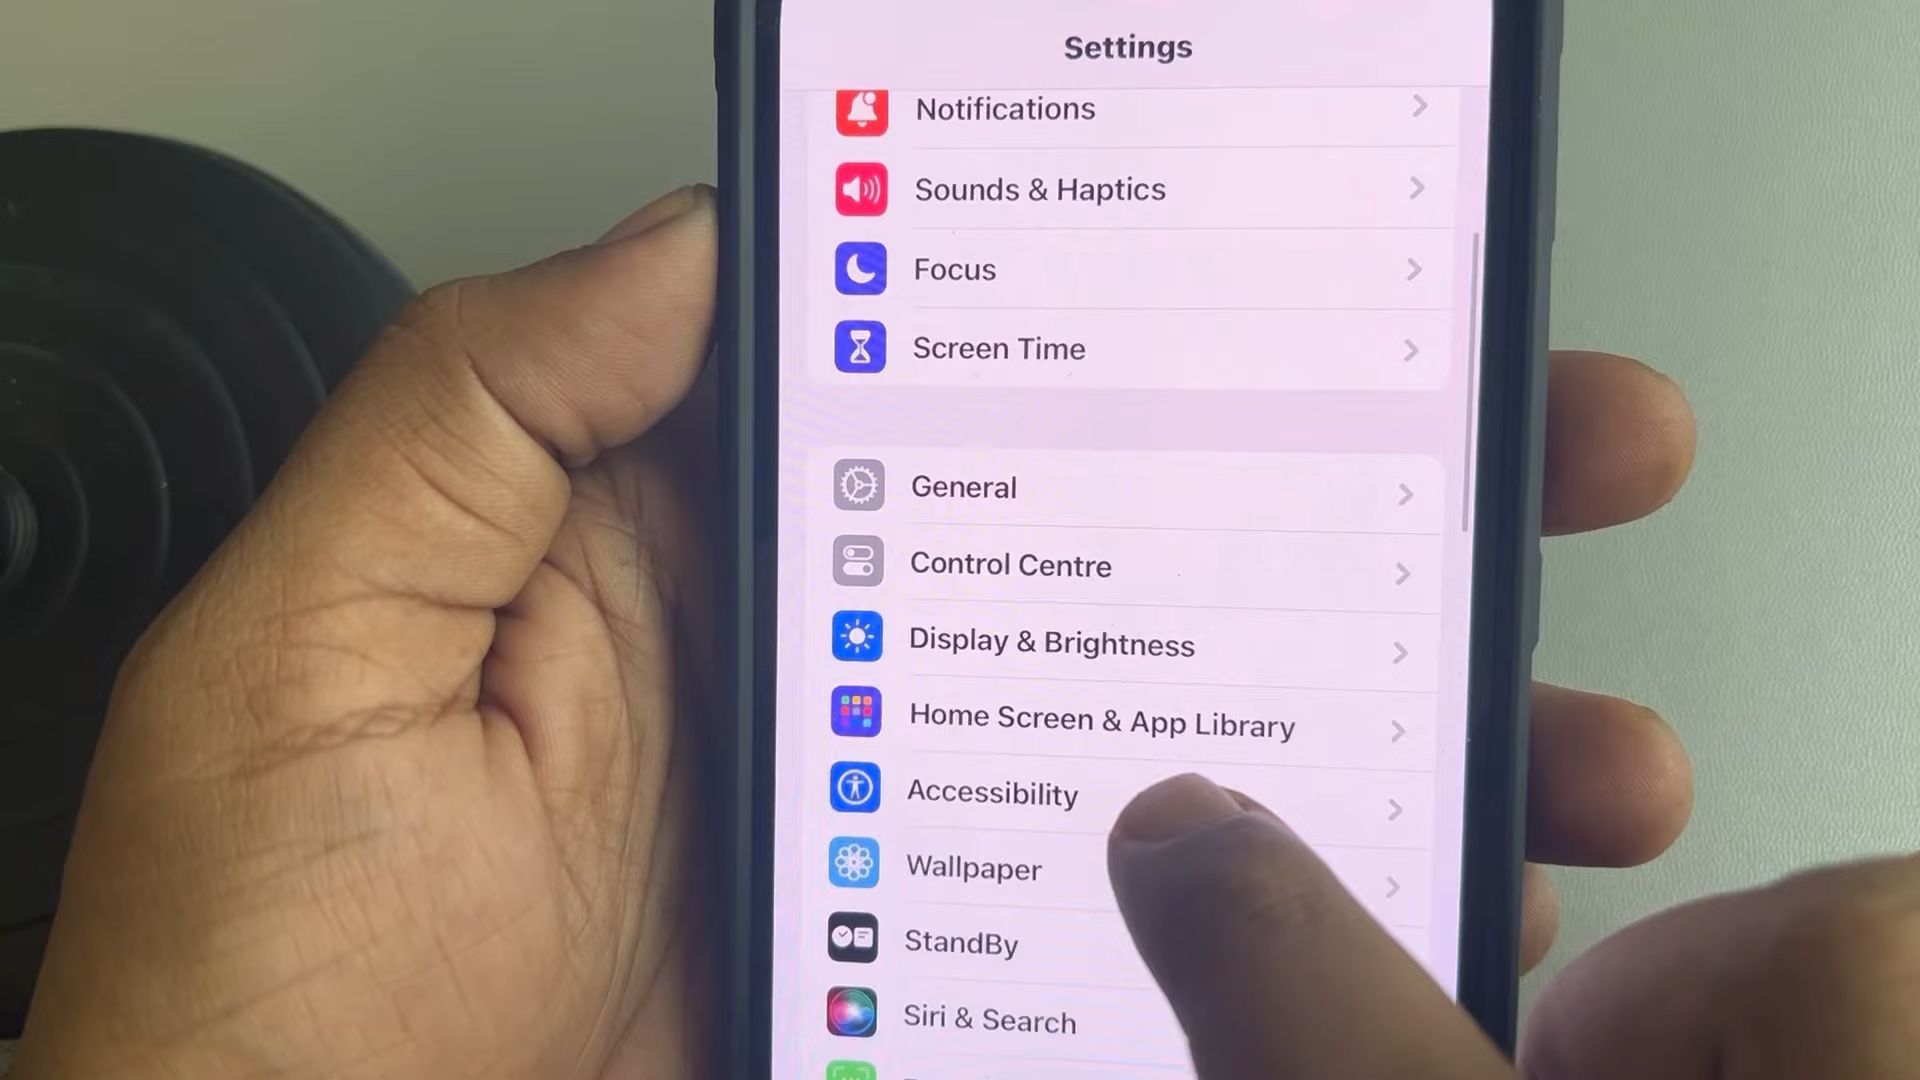 Settings
Notifications
Sounds & Haptics
Focus
Screen Time
General
Control Centre
Display & Brightness
Home Screen & App Library
Accessibility
Wallpaper
StandBy
Siri & Search